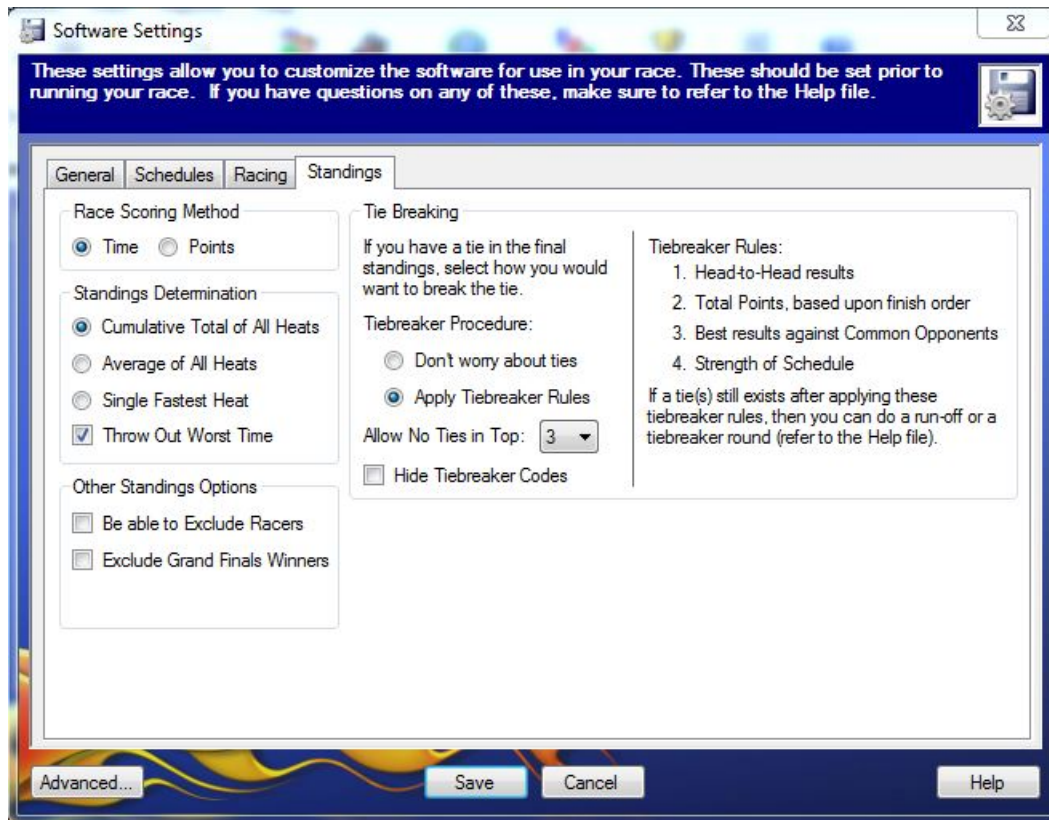 Software Settings
These settings allow you to customize the software for use in your race. These should be set prior to
running your race. If you have questions on any of these, make sure to refer to the Help file.
General
Schedules
Racing
Standings
Race Scoring Method
Time
Points
Standings Determination
Cumulative Total of All Heats
Average of All Heats
Single Fastest Heat
Throw Out Worst Time
Other Standings Options
Be able to Exclude Racers
Exclude Grand Finals Winners
Tie Breaking
If you have a tie in the final
standings, select how you would
want to break the tie.
Tiebreaker Procedure:
Don't worry about ties
Apply Tiebreaker Rules
Allow No Ties in Top: 3
Hide Tiebreaker Codes
Tiebreaker Rules:
1. Head-to-Head results
2. Total Points, based upon finish order
3. Best results against Common Opponents
4. Strength of Schedule
If a tie(s) still exists after applying these
tiebreaker rules, then you can do a run-off or a
tiebreaker round (refer to the Help file).
Advanced...
Save
Cancel
Help